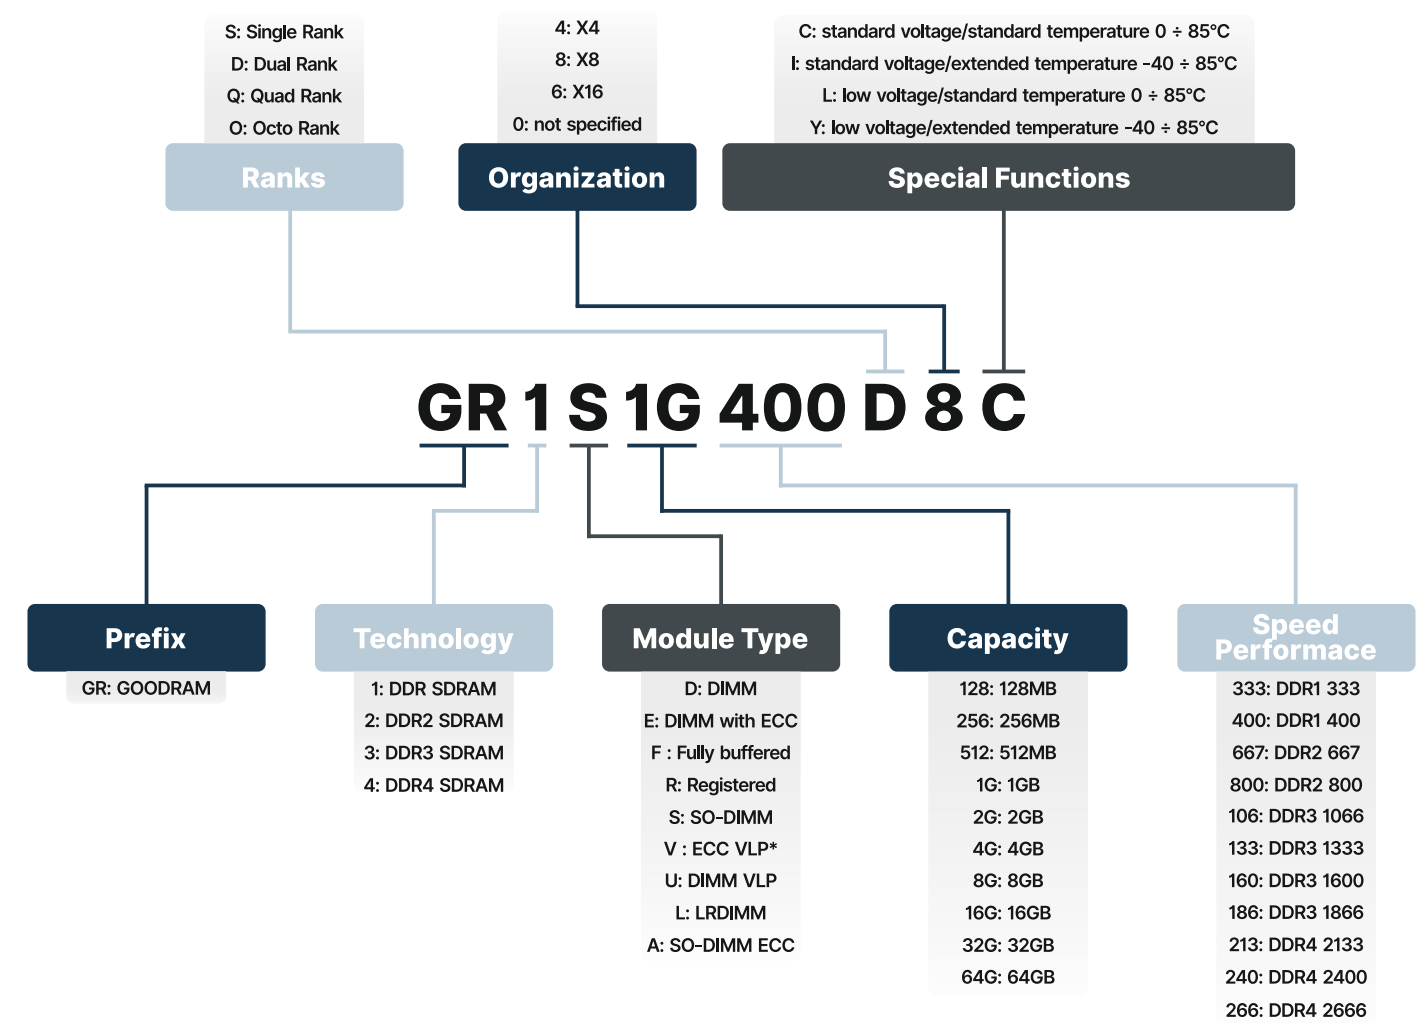 S: Single Rank
D: Dual Rank
Q: Quad Rank
O: Octo Rank
Ranks
4: X4
8: X8
6: X16
0: not specified
Organization
C: standard voltage/standard temperature 0 ÷ 85°C
I: standard voltage/extended temperature -40 ÷ 85°C
L: low voltage/standard temperature 0 ÷ 85°C
Y: low voltage/extended temperature -40 ÷ 85°C
Special Functions
GR 1 S 1G 400 D 8 C
Prefix
GR: GOODRAM
Technology
1: DDR SDRAM
2: DDR2 SDRAM
3: DDR3 SDRAM
4: DDR4 SDRAM
Module Type
D: DIMM
E: DIMM with ECC
F : Fully buffered
R: Registered
S: SO-DIMM
V : ECC VLP*
U: DIMM VLP
L: LRDIMM
A: SO-DIMM ECC
Capacity
128: 128MB
256: 256MB
512: 512MB
1G: 1GB
2G: 2GB
4G: 4GB
8G: 8GB
16G: 16GB
32G: 32GB
64G: 64GB
Speed
Performace
333: DDR1 333
400: DDR1 400
667: DDR2 667
800: DDR2 800
106: DDR3 1066
133: DDR3 1333
160: DDR3 1600
186: DDR3 1866
213: DDR4 2133
240: DDR4 2400
266: DDR4 2666